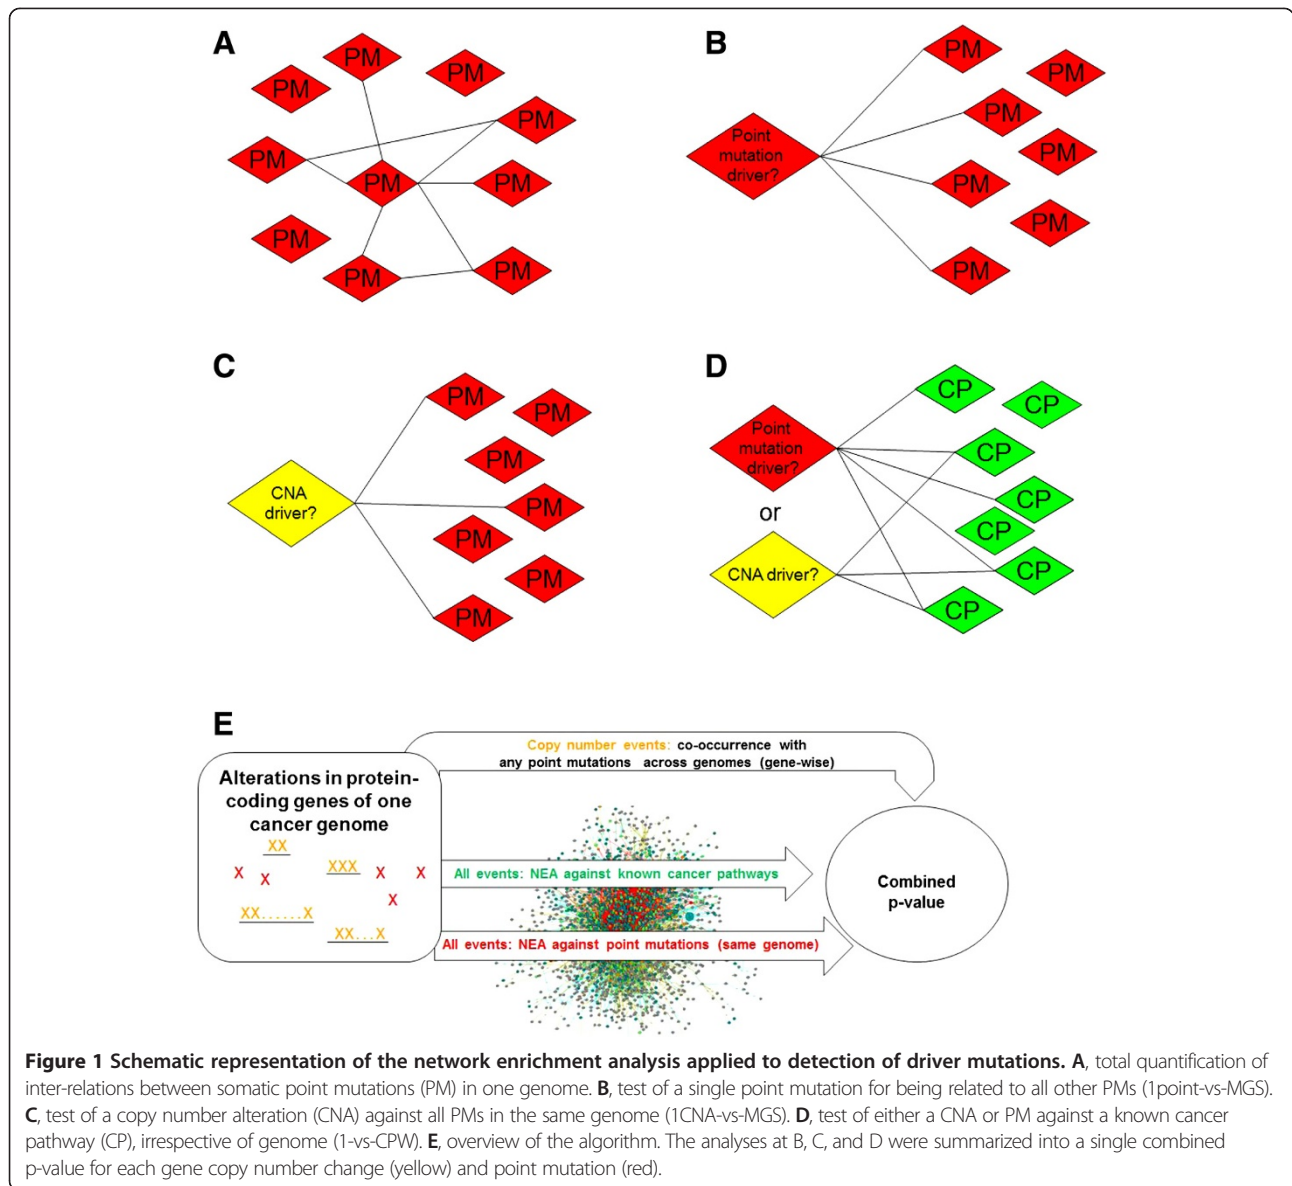 A
PM
PM
PM
PM
PM
PM
PM
PM
PM
PM
B
Point
mutation
driver?
PM
PM
PM
PM
PM
PM
PM
C
CNA
driver?
PM
PM
PM
PM
PM
PM
PM
D
Point
mutation
driver?
or
CNA driver?
CP
CP
CP
CP
CP
CP
CP
E
Alterations in protein-
coding genes of one
cancer genome
XX
XXX
X
X
X
X
X
XX......X
XX...X
Copy number events: co-occurrence with
any point mutations across genomes (gene-wise)
All events: NEA against known cancer pathways
All events: NEA against point mutations (same genome)
Combined
p-value
Figure 1 Schematic representation of the network enrichment analysis applied to detection of driver mutations. A, total quantification of
inter-relations between somatic point mutations (PM) in one genome. B, test of a single point mutation for being related to all other PMs (1point-vs-MGS).
C, test of a copy number alteration (CNA) against all PMs in the same genome (1CNA-vs-MGS). D, test of either a CNA or PM against a known cancer
pathway (CP), irrespective of genome (1-vs-CPW). E, overview of the algorithm. The analyses at B, C, and D were summarized into a single combined
p-value for each gene copy number change (yellow) and point mutation (red).